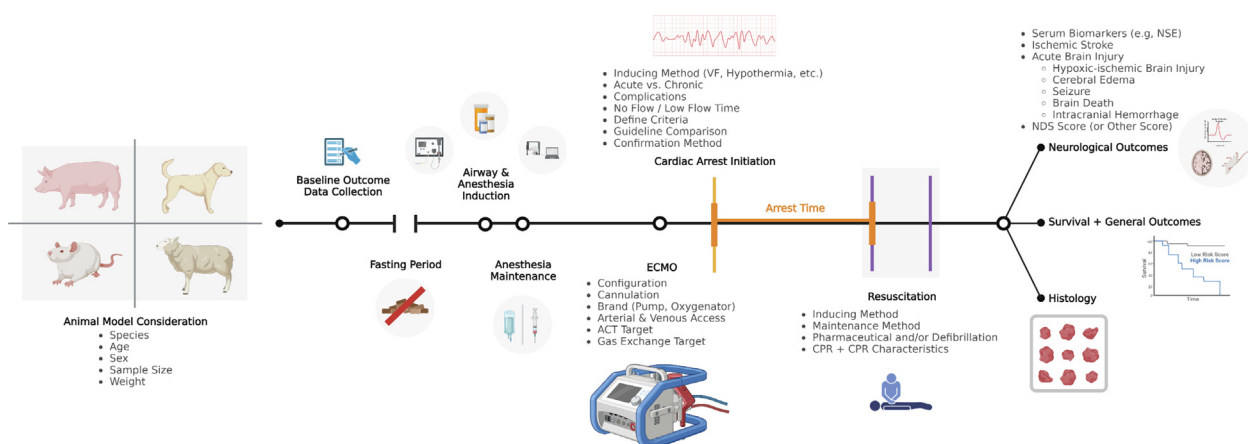 Animal Model Consideration
• Species
• Age
• Sex
• Sample Size
• Weight
Baseline Outcome
Data Collection
Fasting Period
Airway &
Anesthesia
Induction
Anesthesia
Maintenance
ECMO
• Configuration
• Cannulation
• Brand (Pump, Oxygenator)
• Arterial & Venous Access
• ACT Target
• Gas Exchange Target
• Inducing Method (VF, Hypothermia, etc.)
• Acute vs. Chronic
• Complications
• No Flow / Low Flow Time
• Define Criteria
• Guideline Comparison
• Confirmation Method
Cardiac Arrest Initiation
Arrest Time
Resuscitation
• Inducing Method
• Maintenance Method
• Pharmaceutical and/or Defibrillation
• CPR + CPR Characteristics
• Serum Biomarkers (e.g, NSE)
• Ischemic Stroke
• Acute Brain Injury
○ Hypoxic-ischemic Brain Injury
○ Cerebral Edema
○ Seizure
○ Brain Death
○ Intracranial Hemorrhage
• NDS Score (or Other Score)
Neurological Outcomes
Survival + General Outcomes
Survival
Low Risk Score
High Risk Score
Time
Histology